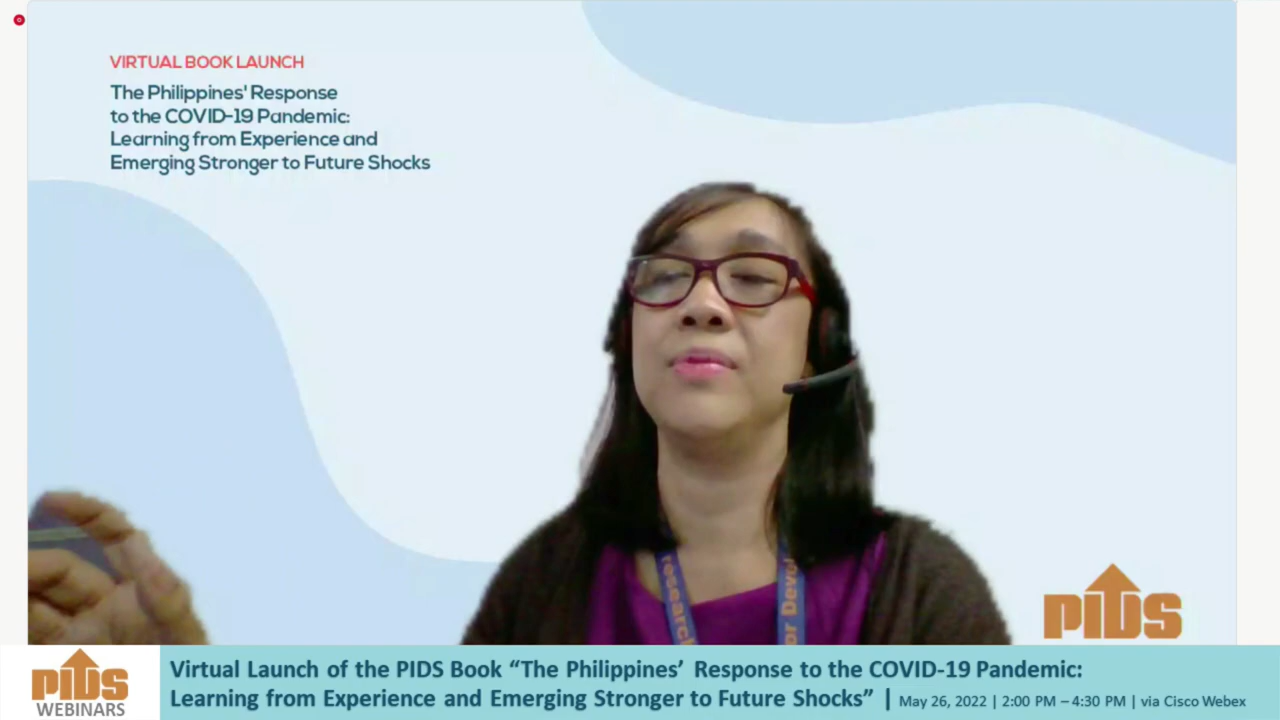 VIRTUAL BOOK LAUNCH
The Philippines' Response
to the COVID-19 Pandemic:
Learning from Experience and
Emerging Stronger to Future Shocks
research
or Devel
PIDS
PIDS
WEBINARS
Virtual Launch of the PIDS Book “The Philippines’ Response to the COVID-19 Pandemic:
Learning from Experience and Emerging Stronger to Future Shocks” | May 26, 2022 | 2:00 PM – 4:30 PM | via Cisco Webex